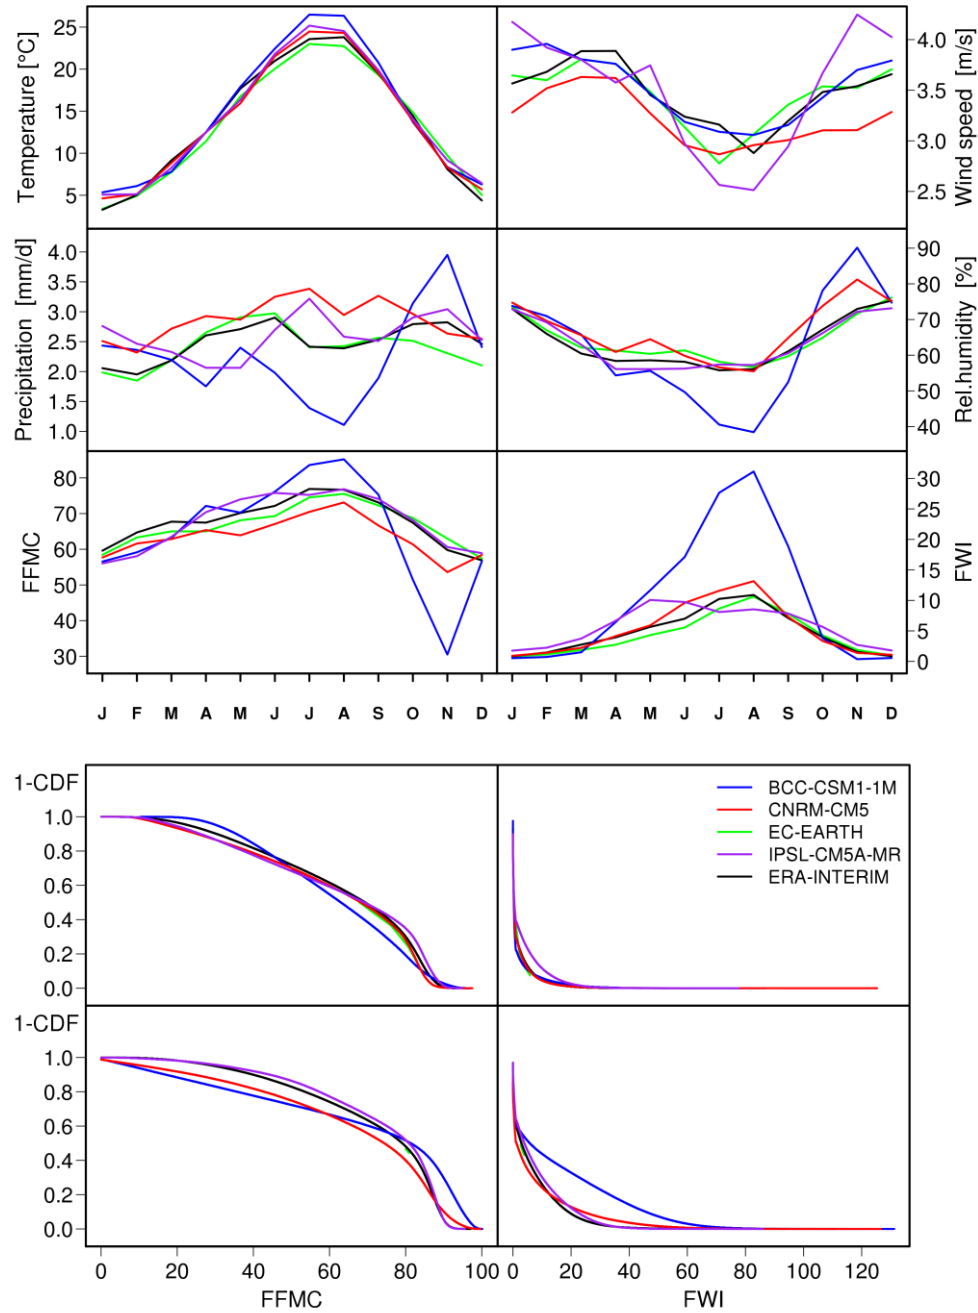 Temperature [°C]
25
20
15
10
5
4.0
3.5
3.0
2.5
Wind speed [m/s]
Precipitation [mm/d]
4.0
3.5
3.0
2.5
2.0
1.5
1.0
90
80
70
60
50
40
Rel.humidity [%]
FFMC
80
70
60
50
40
30
30
25
20
15
10
5
0
FWI
J F M A M J J A S O N D
J F M A M J J A S O N D
1-CDF
1.0
0.8
0.6
0.4
0.2
0.0
BCC-CSM1-1M
CNRM-CM5
EC-EARTH
IPSL-CM5A-MR
ERA-INTERIM
1-CDF
1.0
0.8
0.6
0.4
0.2
0.0
0 20 40 60 80 100
FFMC
0 20 40 60 80 100 120
FWI